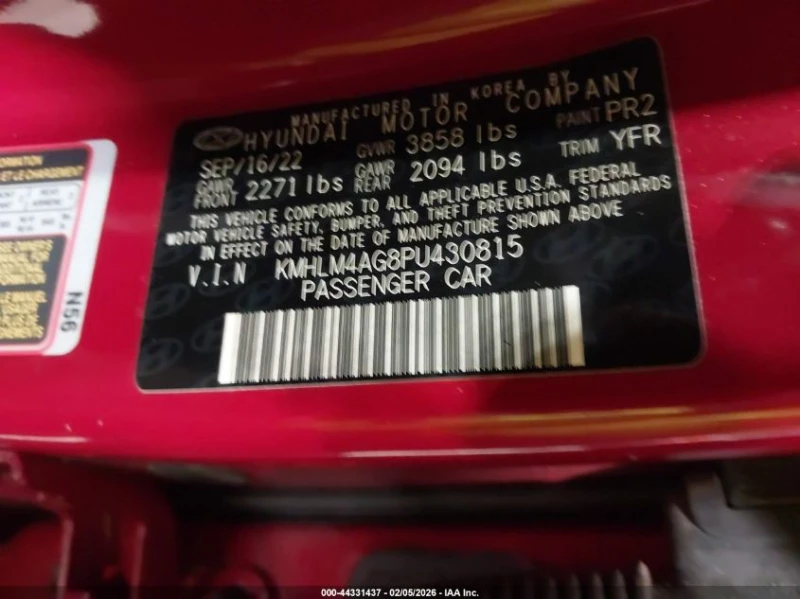 MANUFACTURED IN KOREA BY
HYUNDAI MOTOR COMPANY
SEP/16/22 GVWR 3858 lbs PAINT PR2
GAWR FRONT 2271 lbs GAWR REAR 2094 lbs TRIM YFR
THIS VEHICLE CONFORMS TO ALL APPLICABLE U.S.A. FEDERAL
MOTOR VEHICLE SAFETY, BUMPER, AND THEFT PREVENTION STANDARDS
IN EFFECT ON THE DATE OF MANUFACTURE SHOWN ABOVE
V.I.N KMHLM4AG8PU430815
PASSENGER CAR
ET LE CHARGEMENT
N56
000-44331437 - 02/05/2026 - IAA Inc.